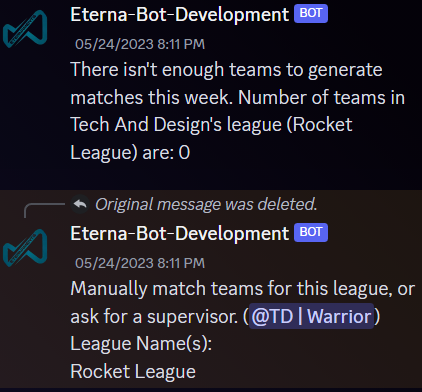 Eterna-Bot-Development BOT
05/24/2023 8:11 PM
There isn't enough teams to generate
matches this week. Number of teams in
Tech And Design's league (Rocket
League) are: 0
Original message was deleted.
Eterna-Bot-Development BOT
05/24/2023 8:11 PM
Manually match teams for this league, or
ask for a supervisor. (@TD | Warrior)
League Name(s):
Rocket League